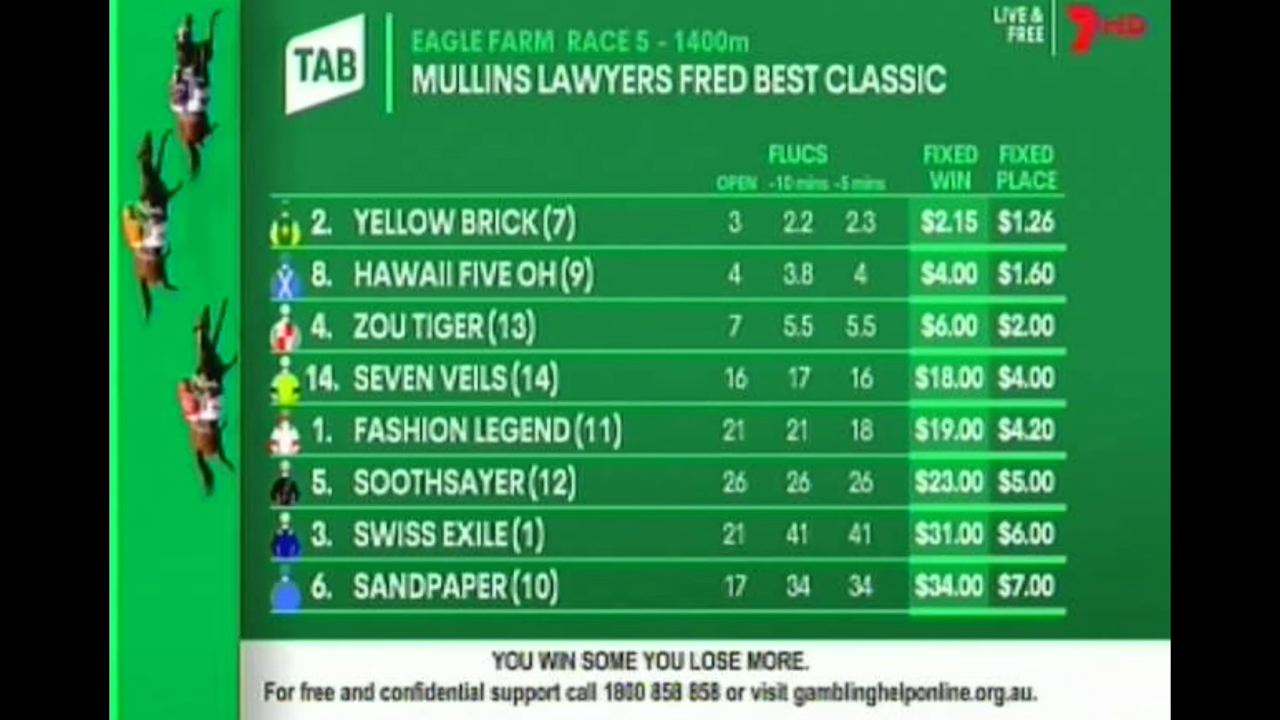 LIVE &
FREE
7HD
TAB
EAGLE FARM RACE 5 - 1400m
MULLINS LAWYERS FRED BEST CLASSIC
FLUCS FIXED FIXED
OPEN -10 mins -5 mins WIN PLACE
2. YELLOW BRICK (7) 3 2.2 2.3 $2.15 $1.26
8. HAWAII FIVE OH (9) 4 3.8 4 $4.00 $1.60
4. ZOU TIGER (13) 7 5.5 5.5 $6.00 $2.00
14. SEVEN VEILS (14) 16 17 16 $18.00 $4.00
1. FASHION LEGEND (11) 21 21 18 $19.00 $4.20
5. SOOTHSAYER (12) 26 26 26 $23.00 $5.00
3. SWISS EXILE (1) 21 41 41 $31.00 $6.00
6. SANDPAPER (10) 17 34 34 $34.00 $7.00
YOU WIN SOME YOU LOSE MORE.
For free and confidential support call 1800 858 858 or visit gamblinghelponline.org.au.